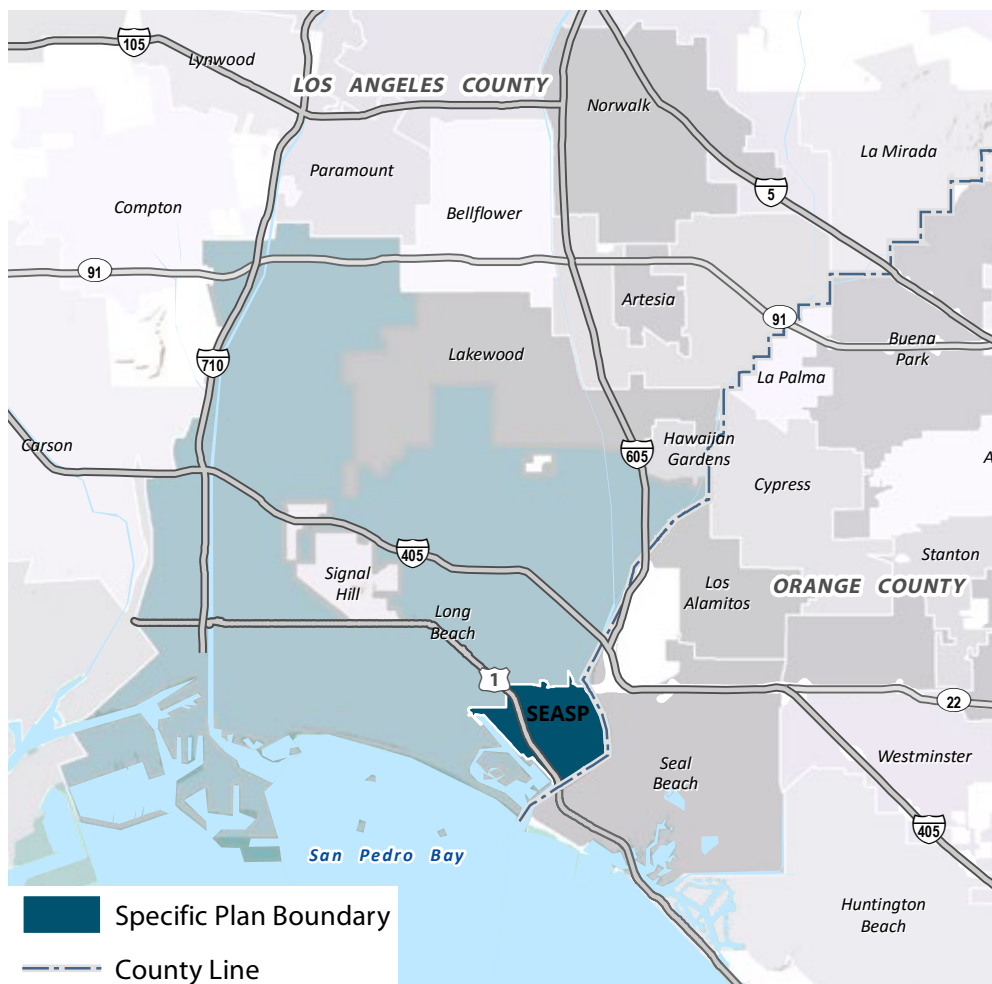 105
Lynwood
LOS ANGELES COUNTY
Norwalk
La Mirada
Paramount
5
Compton
Bellflower
91
Artesia
91
Buena
Park
710
Lakewood
La Palma
Carson
Hawaiian
Gardens
605
A
Cypress
405
Stanton
Signal
Hill
Los
Alamitos
ORANGE COUNTY
Long
Beach
1
SEASP
22
Seal
Beach
Westminster
405
San Pedro Bay
Huntington
Beach
Specific Plan Boundary
County Line